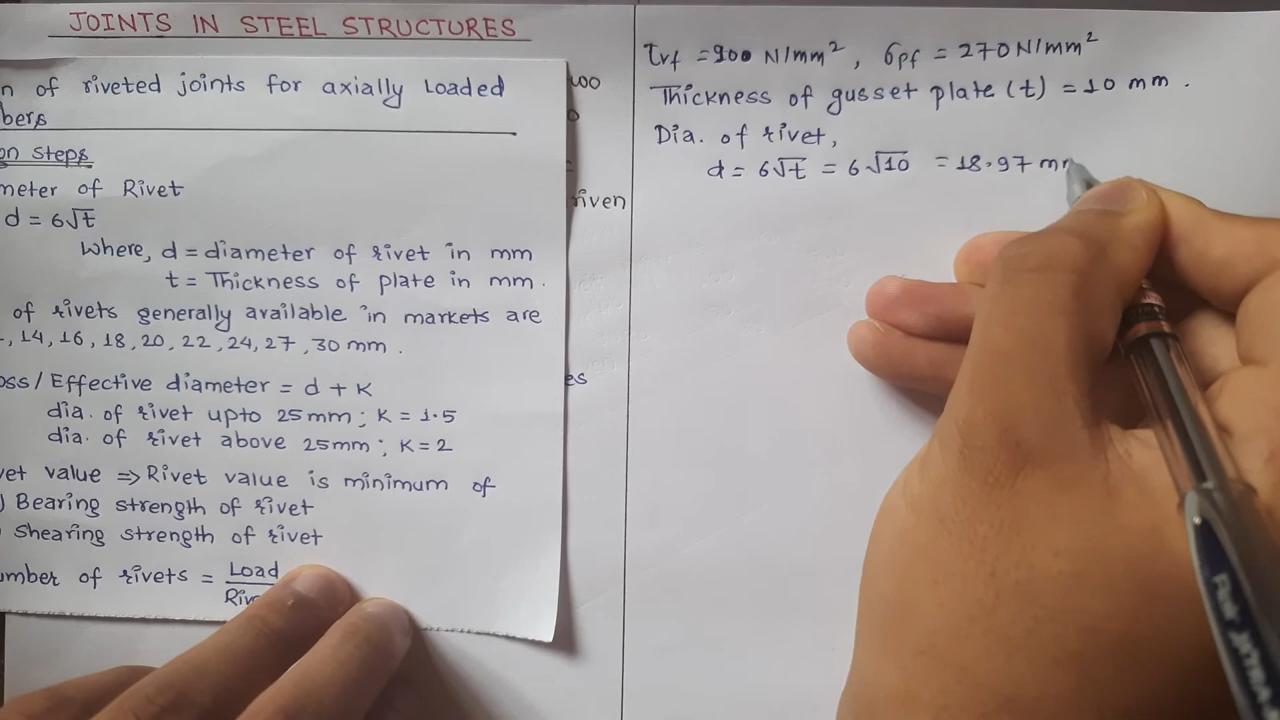 JOINTS IN STEEL STRUCTURES
n of riveted joints for axially Loaded
bers
on Steps
meter of Rivet
d = 6√t
Where, d = diameter of rivet in mm
t = Thickness of plate in mm.
of rivets generally available in markets are
, 14, 16, 18, 20, 22, 24, 27, 30 mm.
oss / Effective diameter = d + K
dia. of rivet upto 25mm; K = 1.5
dia. of rivet above 25mm; K = 2
vet value ⇒ Rivet value is minimum of
) Bearing strength of rivet
Shearing strength of rivet
umber of rivets = Load
Riv
riven
es
τvf = 100 N/mm², σpf = 270 N/mm²
Thickness of gusset plate (t) = 10 mm.
Dia. of rivet,
d = 6√t = 6√10 = 18.97 mm
Flair